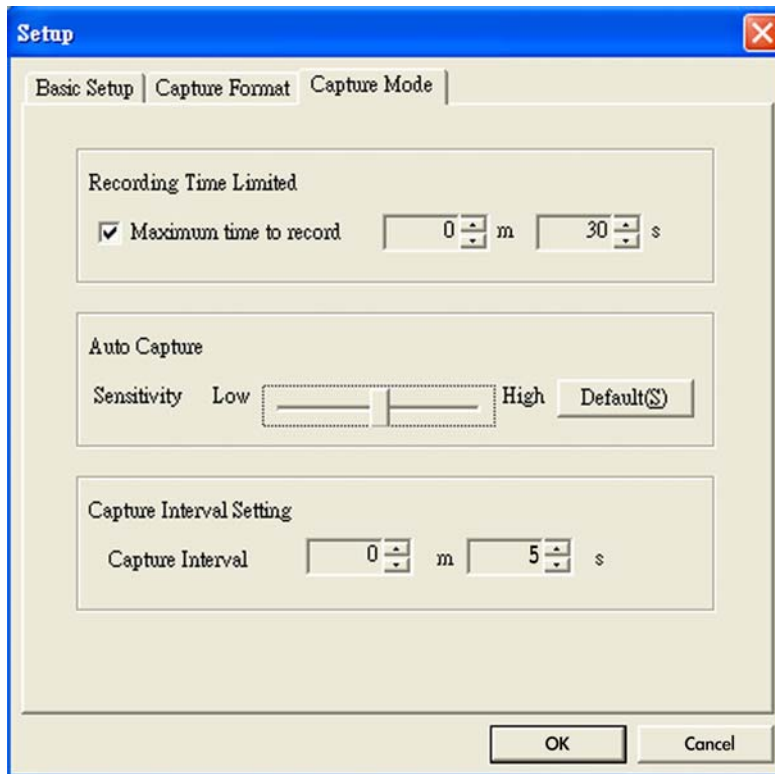 Setup
Basic Setup Capture Format Capture Mode
Recording Time Limited
Maximum time to record 0 m 30 s
Auto Capture
Sensitivity Low High Default(S)
Capture Interval Setting
Capture Interval 0 m 5 s
OK Cancel